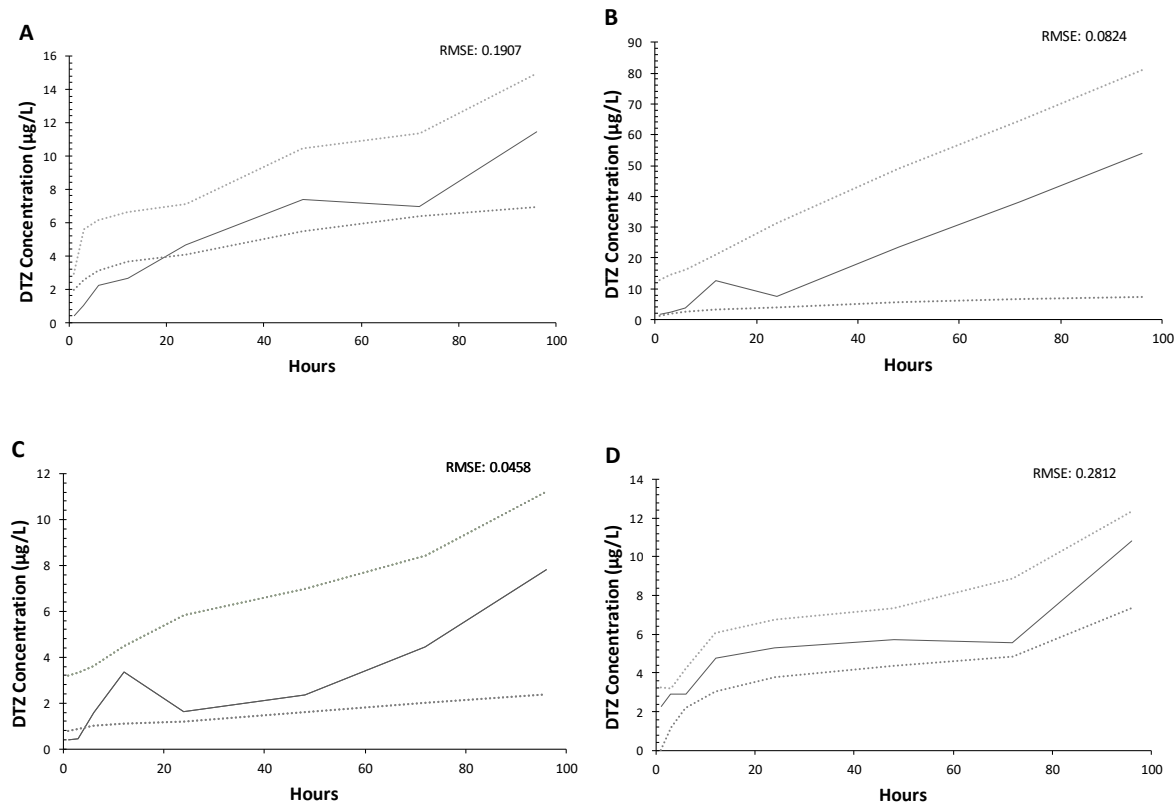 A
RMSE: 0.1907
16
14
12
10
8
6
4
2
0
DTZ Concentration (µg/L)
0 20 40 60 80 100
Hours
B
RMSE: 0.0824
90
80
70
60
50
40
30
20
10
0
DTZ Concentration (µg/L)
0 20 40 60 80 100
Hours
C
RMSE: 0.0458
12
10
8
6
4
2
0
DTZ Concentration (µg/L)
0 20 40 60 80 100
Hours
D
RMSE: 0.2812
14
12
10
8
6
4
2
0
DTZ Concentration (µg/L)
0 20 40 60 80 100
Hours